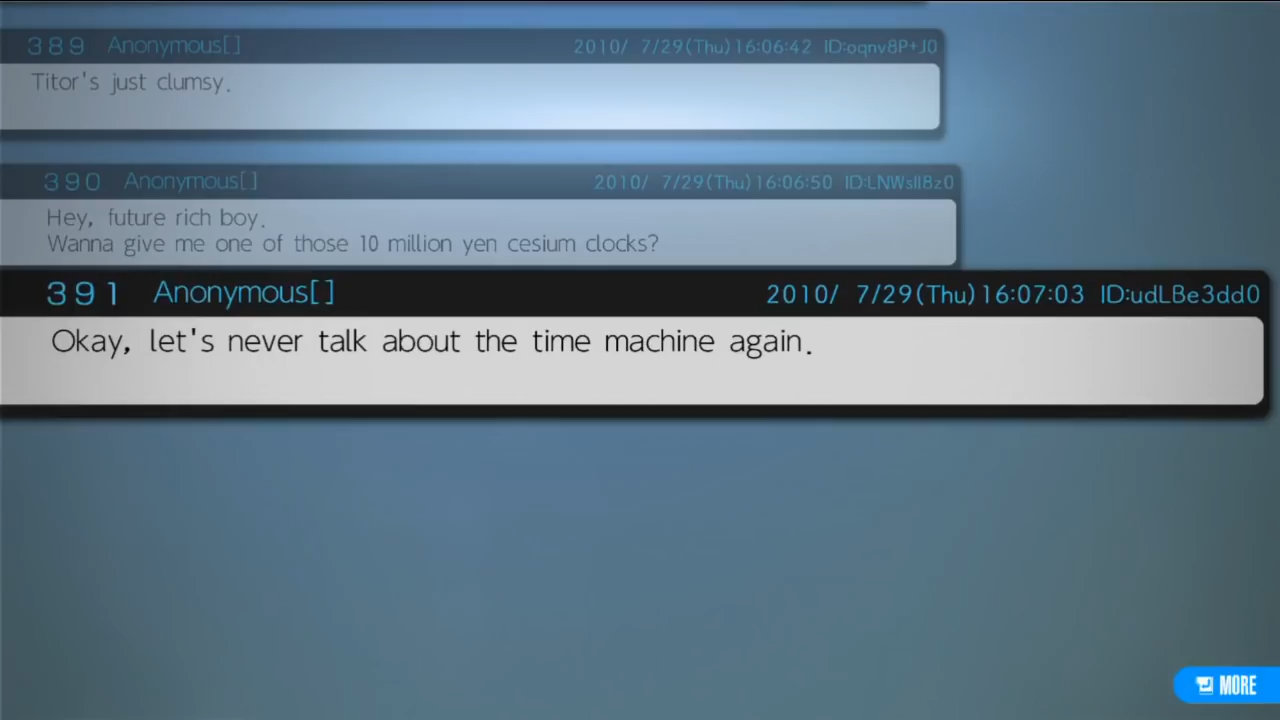 389 Anonymous[] 2010/ 7/29(Thu)16:06:42 ID:oqnv8P+J0
Titor's just clumsy.
390 Anonymous[] 2010/ 7/29(Thu)16:06:50 ID:LNWsII8z0
Hey, future rich boy.
Wanna give me one of those 10 million yen cesium clocks?
391 Anonymous[] 2010/ 7/29(Thu)16:07:03 ID:udLBe3dd0
Okay, let's never talk about the time machine again.
MORE